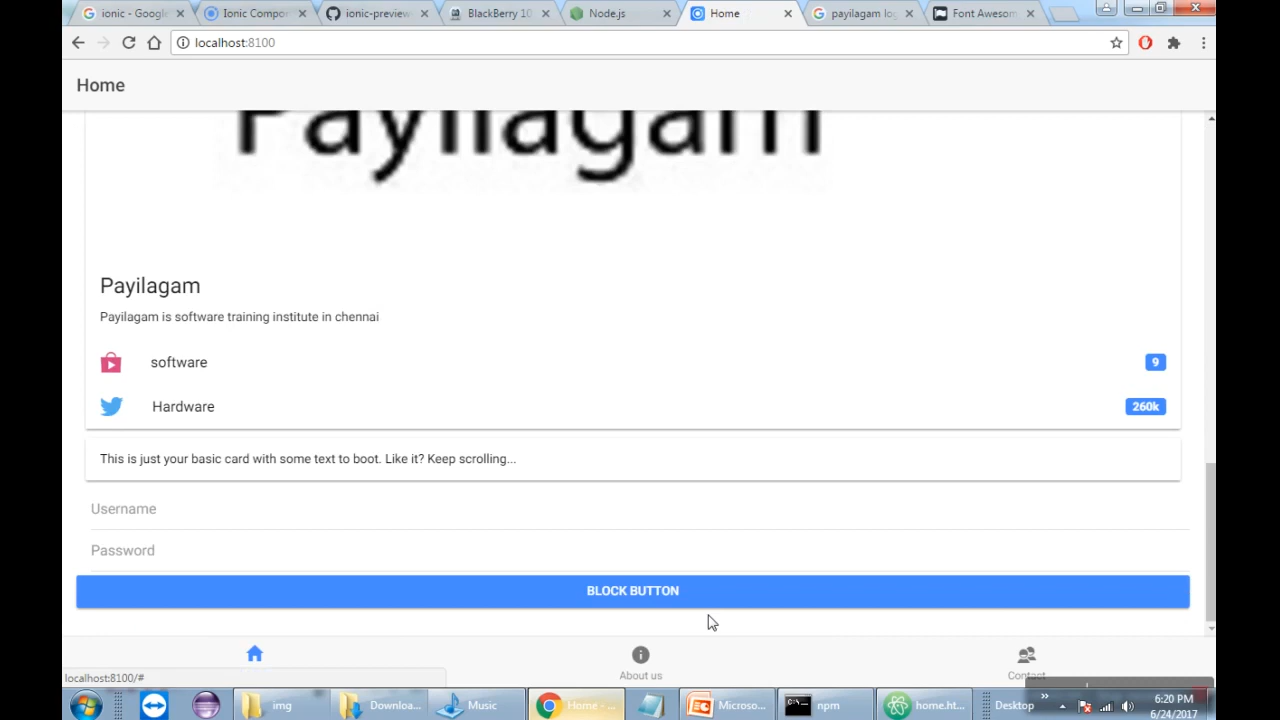 ionic - Google
Ionic Compo
ionic-preview
BlackBerry 10
Node.js
Home
payilagam log
Font Awesom
localhost:8100
Home
Payilagam
Payilagam
Payilagam is software training institute in chennai
software
9
Hardware
260k
This is just your basic card with some text to boot. Like it? Keep scrolling...
Username
Password
BLOCK BUTTON
About us
Contact
localhost:8100/#
img
Downloa...
Music
Home - ...
Microso...
npm
home.ht...
Desktop
6:20 PM
6/24/2017